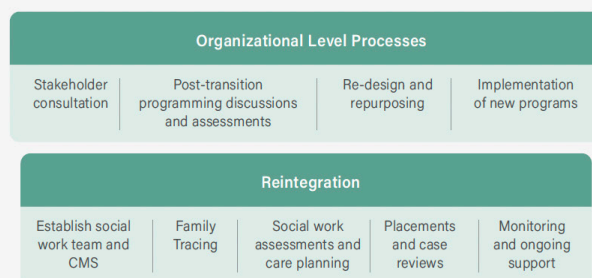 Organizational Level Processes
Stakeholder
consultation
Post-transition
programming discussions
and assessments
Re-design and
repurposing
Implementation
of new programs
Reintegration
Establish social
work team and
CMS
Family
Tracing
Social work
assessments and
care planning
Placements
and case
reviews
Monitoring
and ongoing
support